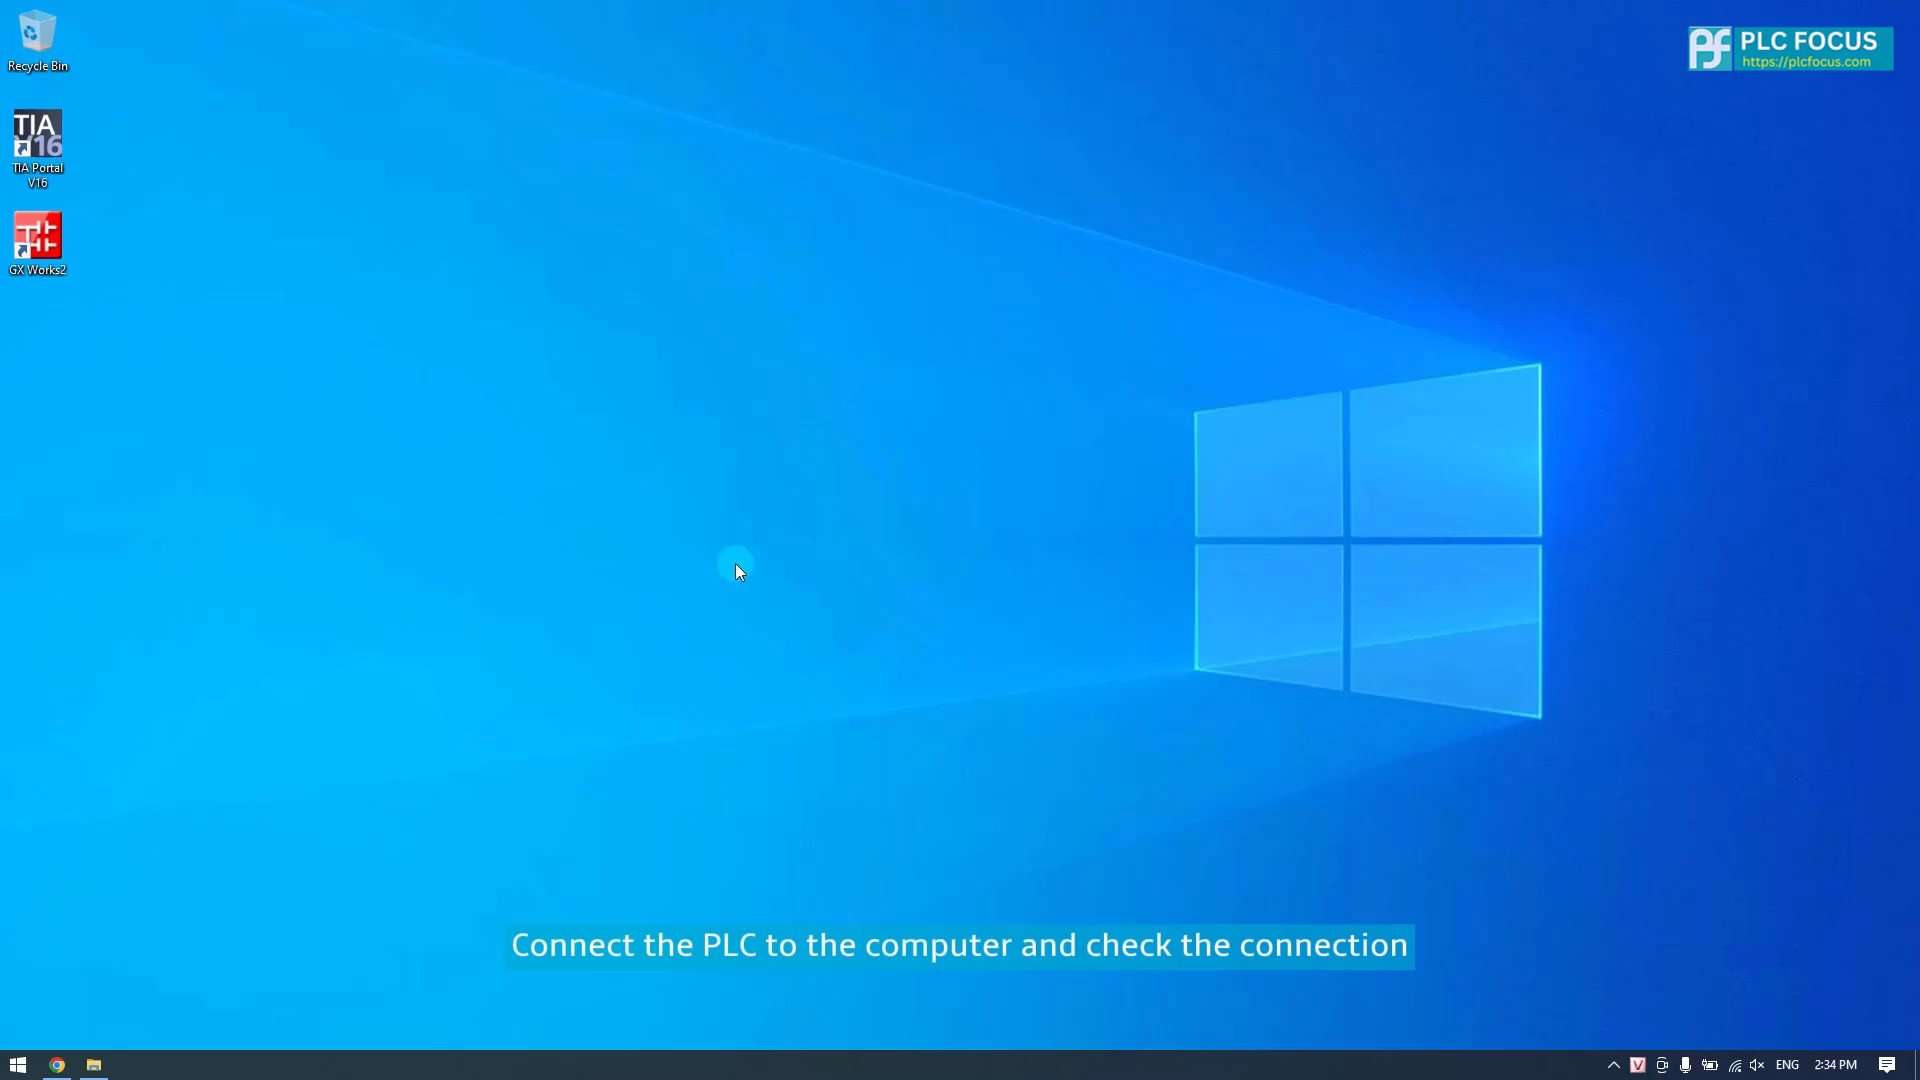 Recycle Bin
TIA
V16
TIA Portal
V16
GX Works2
PLC FOCUS
https://plcfocus.com
Connect the PLC to the computer and check the connection
V
ENG
2:34 PM